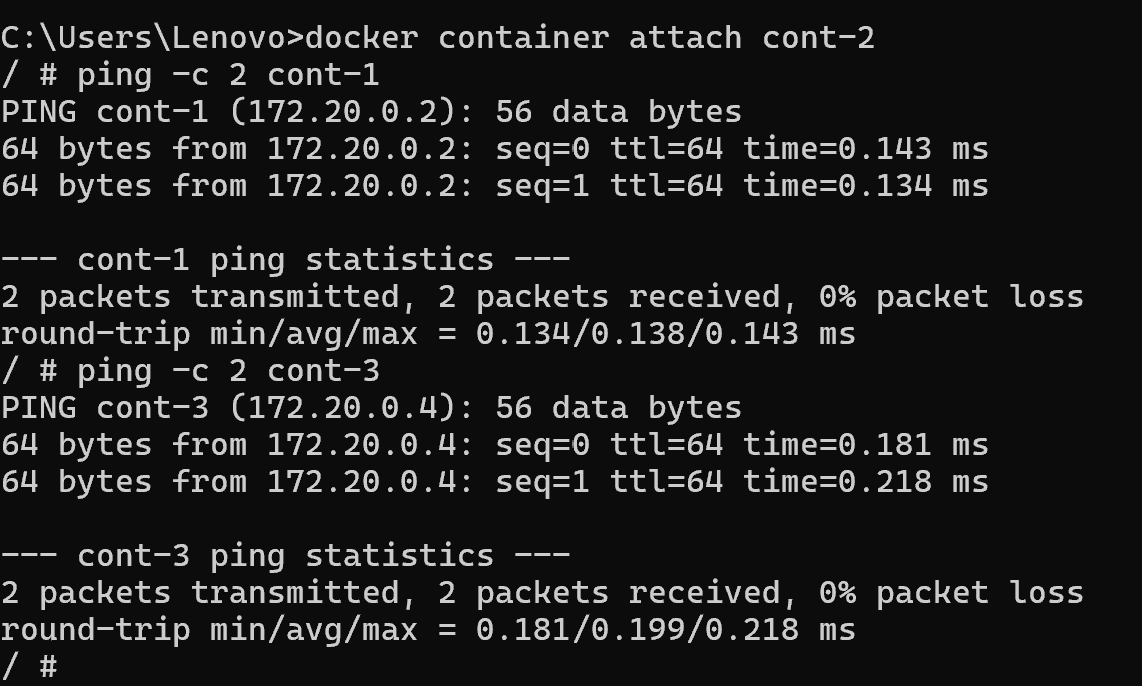 C:\Users\Lenovo>docker container attach cont-2
/ # ping -c 2 cont-1
PING cont-1 (172.20.0.2): 56 data bytes
64 bytes from 172.20.0.2: seq=0 ttl=64 time=0.143 ms
64 bytes from 172.20.0.2: seq=1 ttl=64 time=0.134 ms
--- cont-1 ping statistics ---
2 packets transmitted, 2 packets received, 0% packet loss
round-trip min/avg/max = 0.134/0.138/0.143 ms
/ # ping -c 2 cont-3
PING cont-3 (172.20.0.4): 56 data bytes
64 bytes from 172.20.0.4: seq=0 ttl=64 time=0.181 ms
64 bytes from 172.20.0.4: seq=1 ttl=64 time=0.218 ms
--- cont-3 ping statistics ---
2 packets transmitted, 2 packets received, 0% packet loss
round-trip min/avg/max = 0.181/0.199/0.218 ms
/ #